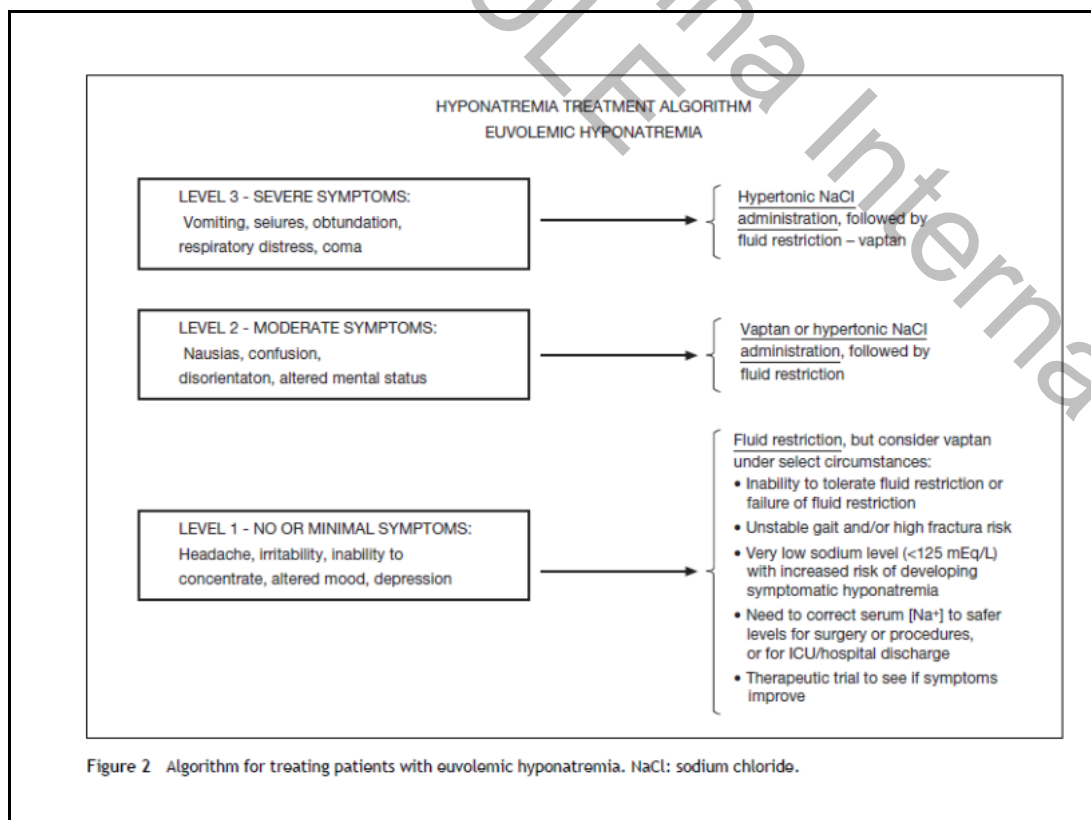 HYPONATREMIA TREATMENT ALGORITHM
EUVOLEMIC HYPONATREMIA
LEVEL 3 - SEVERE SYMPTOMS:
Vomiting, seiures, obtundation,
respiratory distress, coma
Hypertonic NaCl
administration, followed by
fluid restriction – vaptan
LEVEL 2 - MODERATE SYMPTOMS:
Nausias, confusion,
disorientaton, altered mental status
Vaptan or hypertonic NaCl
administration, followed by
fluid restriction
LEVEL 1 - NO OR MINIMAL SYMPTOMS:
Headache, irritability, inability to
concentrate, altered mood, depression
Fluid restriction, but consider vaptan
under select circumstances:
• Inability to tolerate fluid restriction or
failure of fluid restriction
• Unstable gait and/or high fractura risk
• Very low sodium level (<125 mEq/L)
with increased risk of developing
symptomatic hyponatremia
• Need to correct serum [Na+] to safer
levels for surgery or procedures,
or for ICU/hospital discharge
• Therapeutic trial to see if symptoms
improve
Figure 2 Algorithm for treating patients with euvolemic hyponatremia. NaCl: sodium chloride.